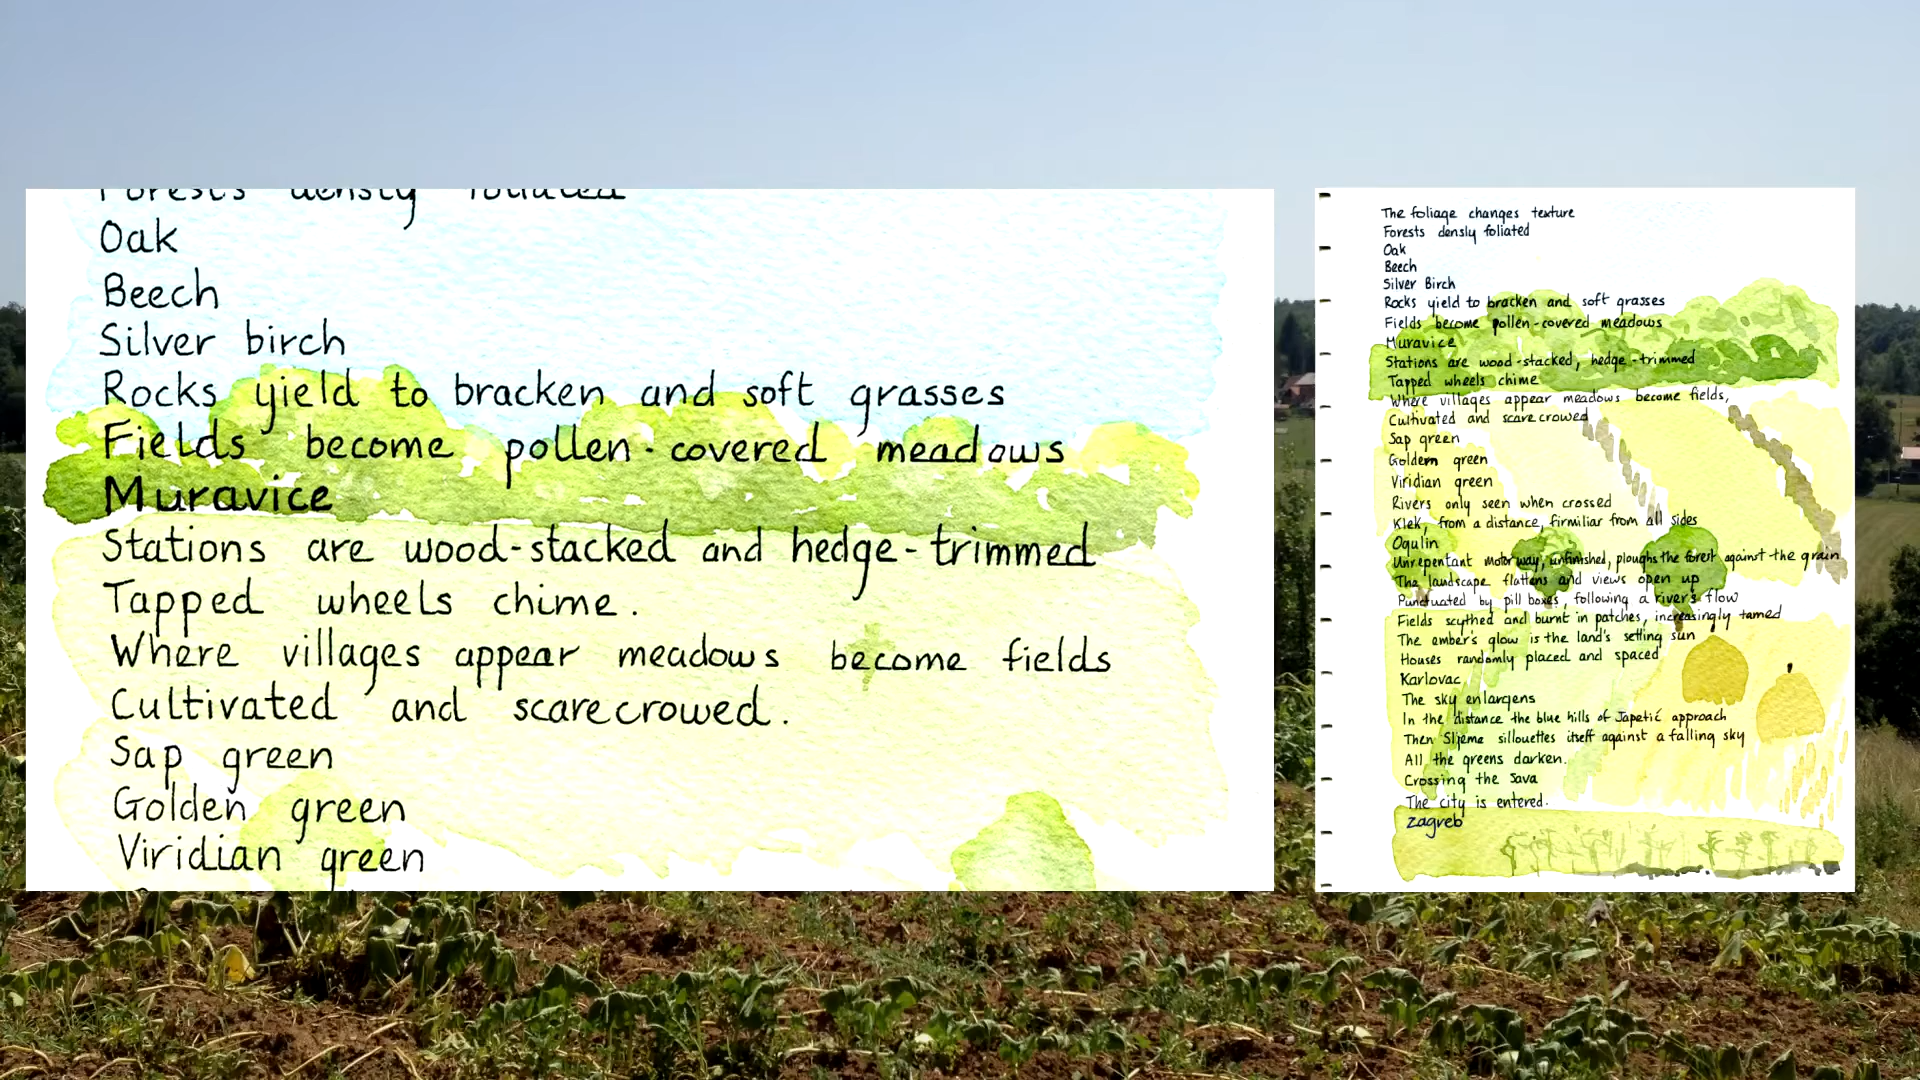 Forests densly foliated
Oak
Beech
Silver birch
Rocks yield to bracken and soft grasses
Fields become pollen-covered meadows
Muravice
Stations are wood-stacked and hedge-trimmed
Tapped wheels chime.
Where villages appear meadows become fields
Cultivated and scarecrowed.
Sap green
Golden green
Viridian green
The foliage changes texture
Forests densly foliated
Oak
Beech
Silver Birch
Rocks yield to bracken and soft grasses
Fields become pollen-covered meadows
Muravice
Stations are wood-stacked, hedge-trimmed
Tapped wheels chime
Where villages appear meadows become fields,
Cultivated and scarecrowed
Sap green
Goldern green
Viridian green
Rivers only seen when crossed
Klek, from a distance, firmiliar from all sides
Ogulin
Unrepentant motorway, unfinished, ploughs the forest against the grain
The landscape flattens and views open up
Punctuated by pill boxes, following a river's flow
Fields scythed and burnt in patches, increasingly tamed
The ember's glow is the land's setting sun
Houses randomly placed and spaced
Karlovac
The sky enlargens
In the distance the blue hills of Japetić approach
Then Sljeme sillouettes itself against a falling sky
All the greens darken.
Crossing the Sava
The city is entered.
Zagreb